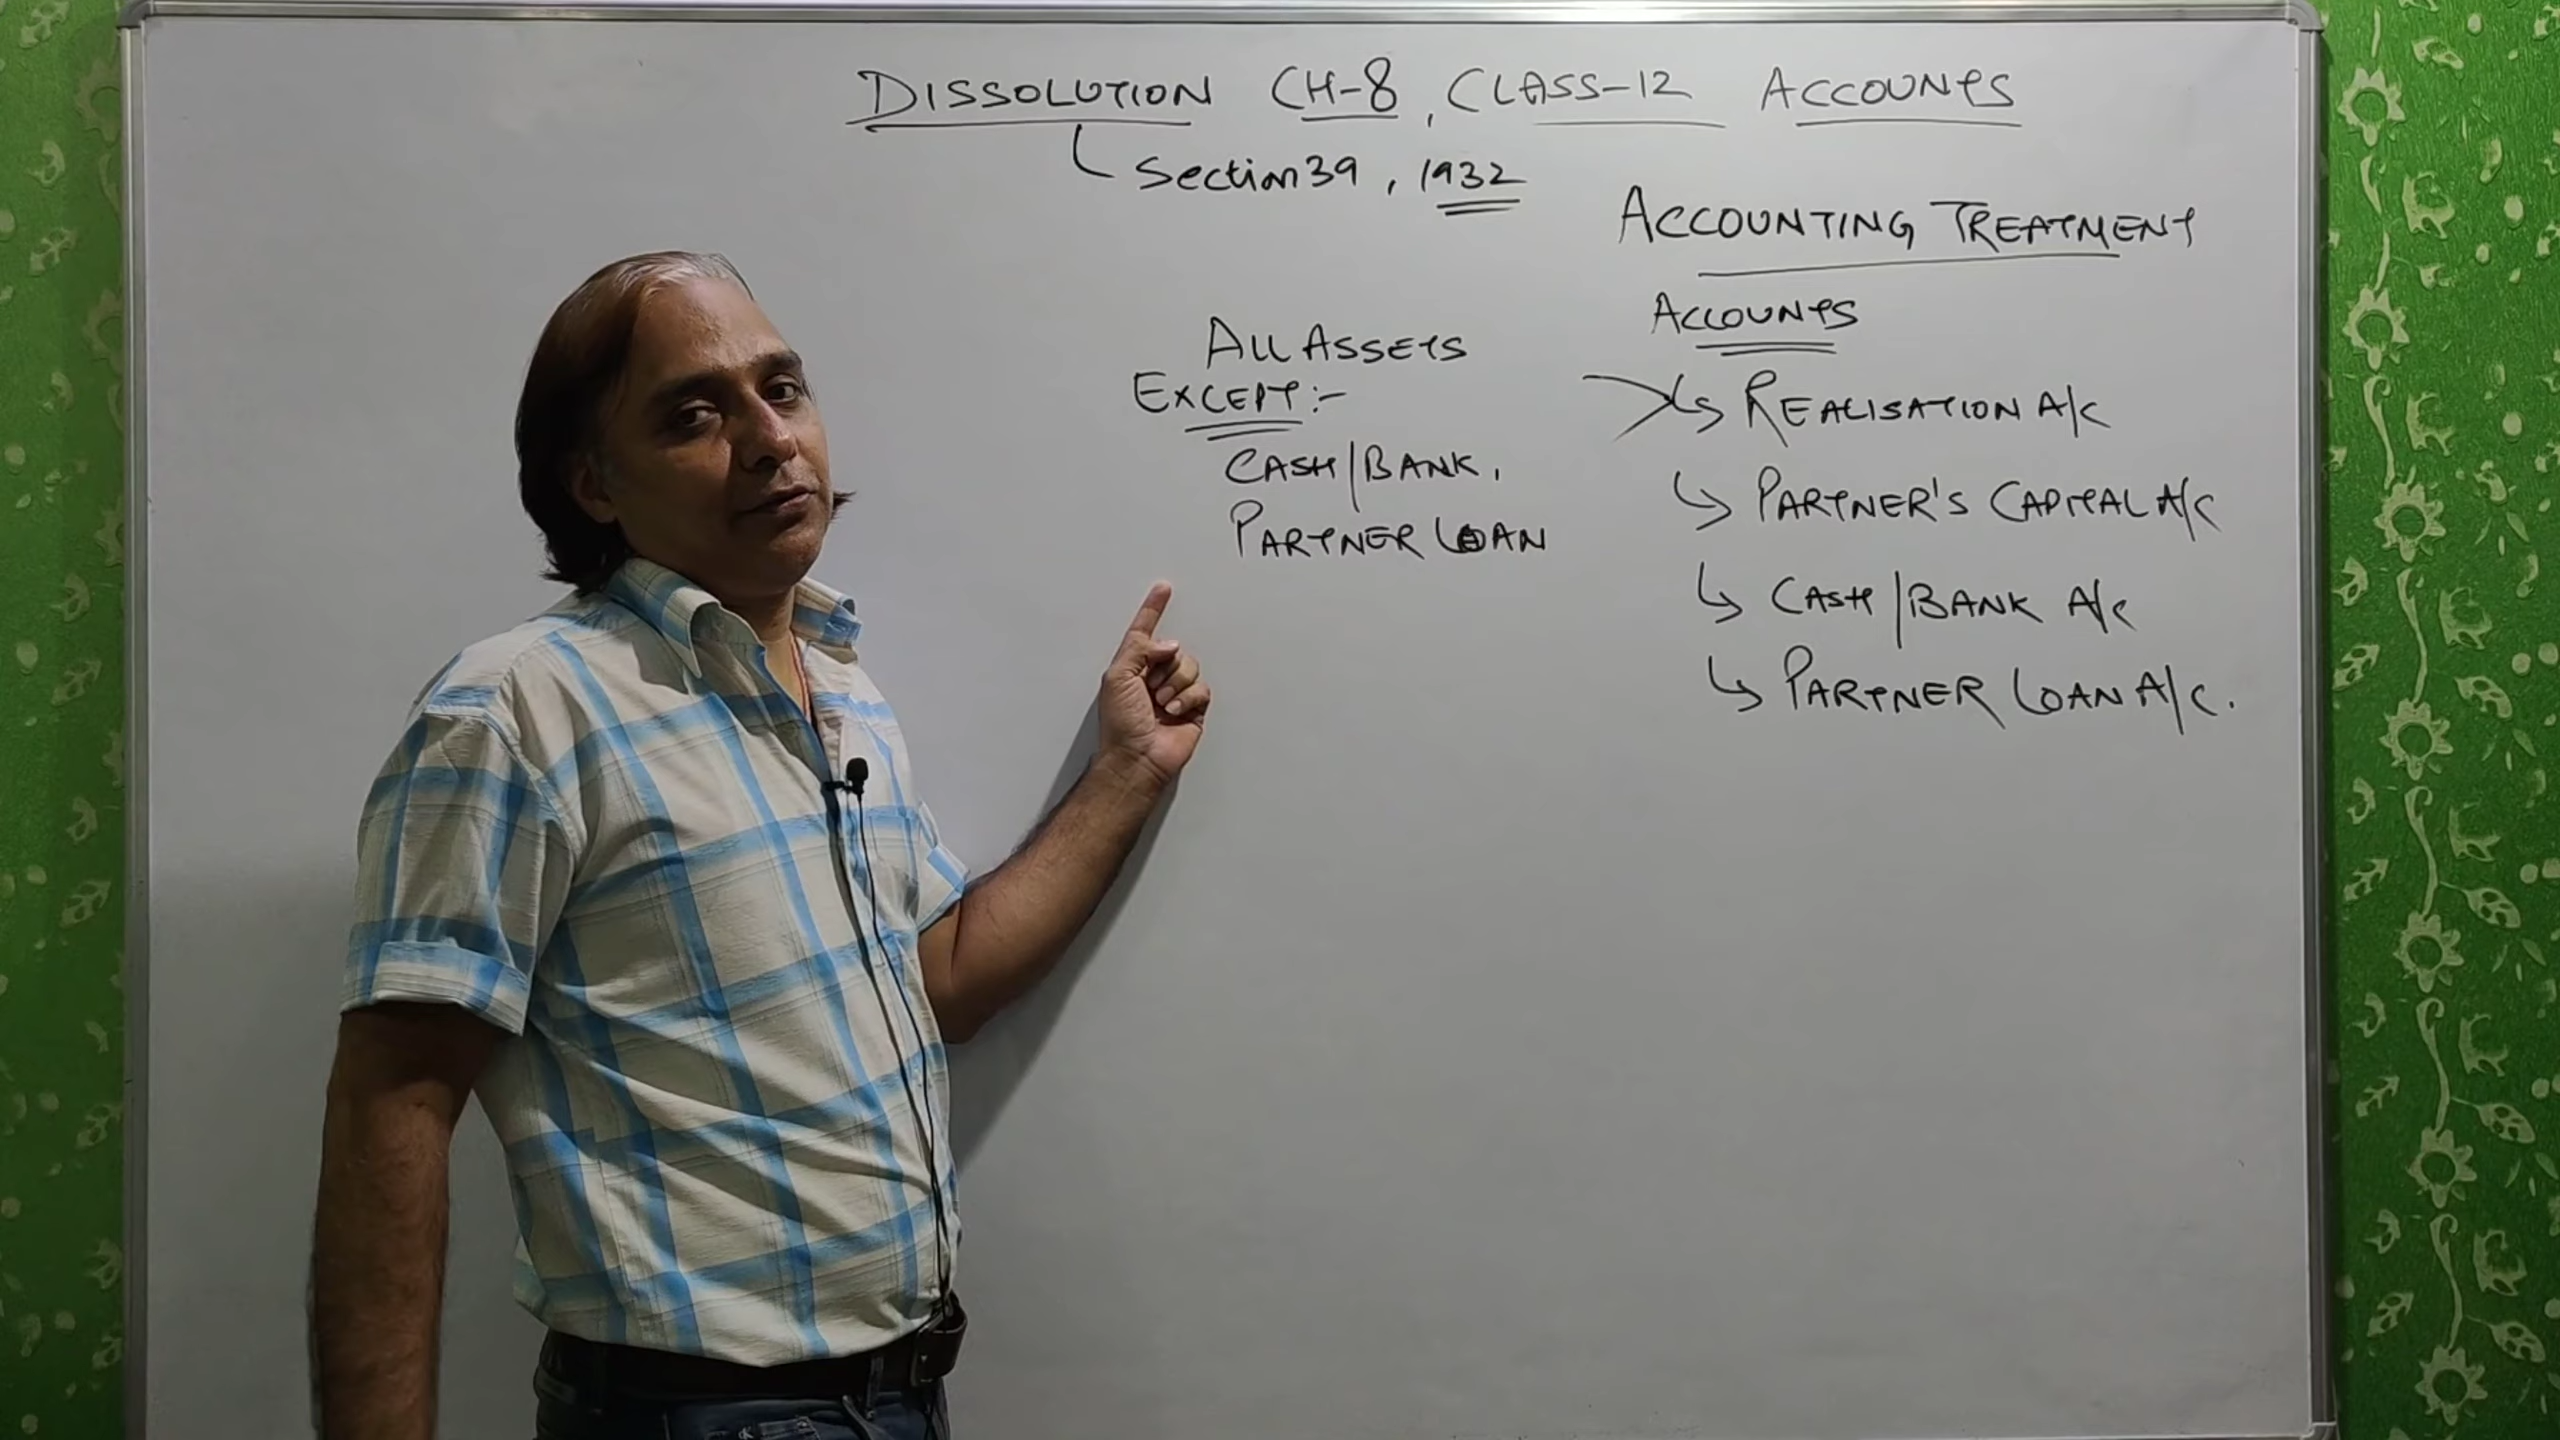 DISSOLUTION CH-8, CLASS-12 ACCOUNTS
Section 39, 1932
ACCOUNTING TREATMENT
ACCOUNTS
ALL ASSETS
EXCEPT:-
CASH/BANK,
PARTNER LOAN
REALISATION A/C
PARTNER'S CAPITAL A/C
CASH/BANK A/C
PARTNER LOAN A/C.